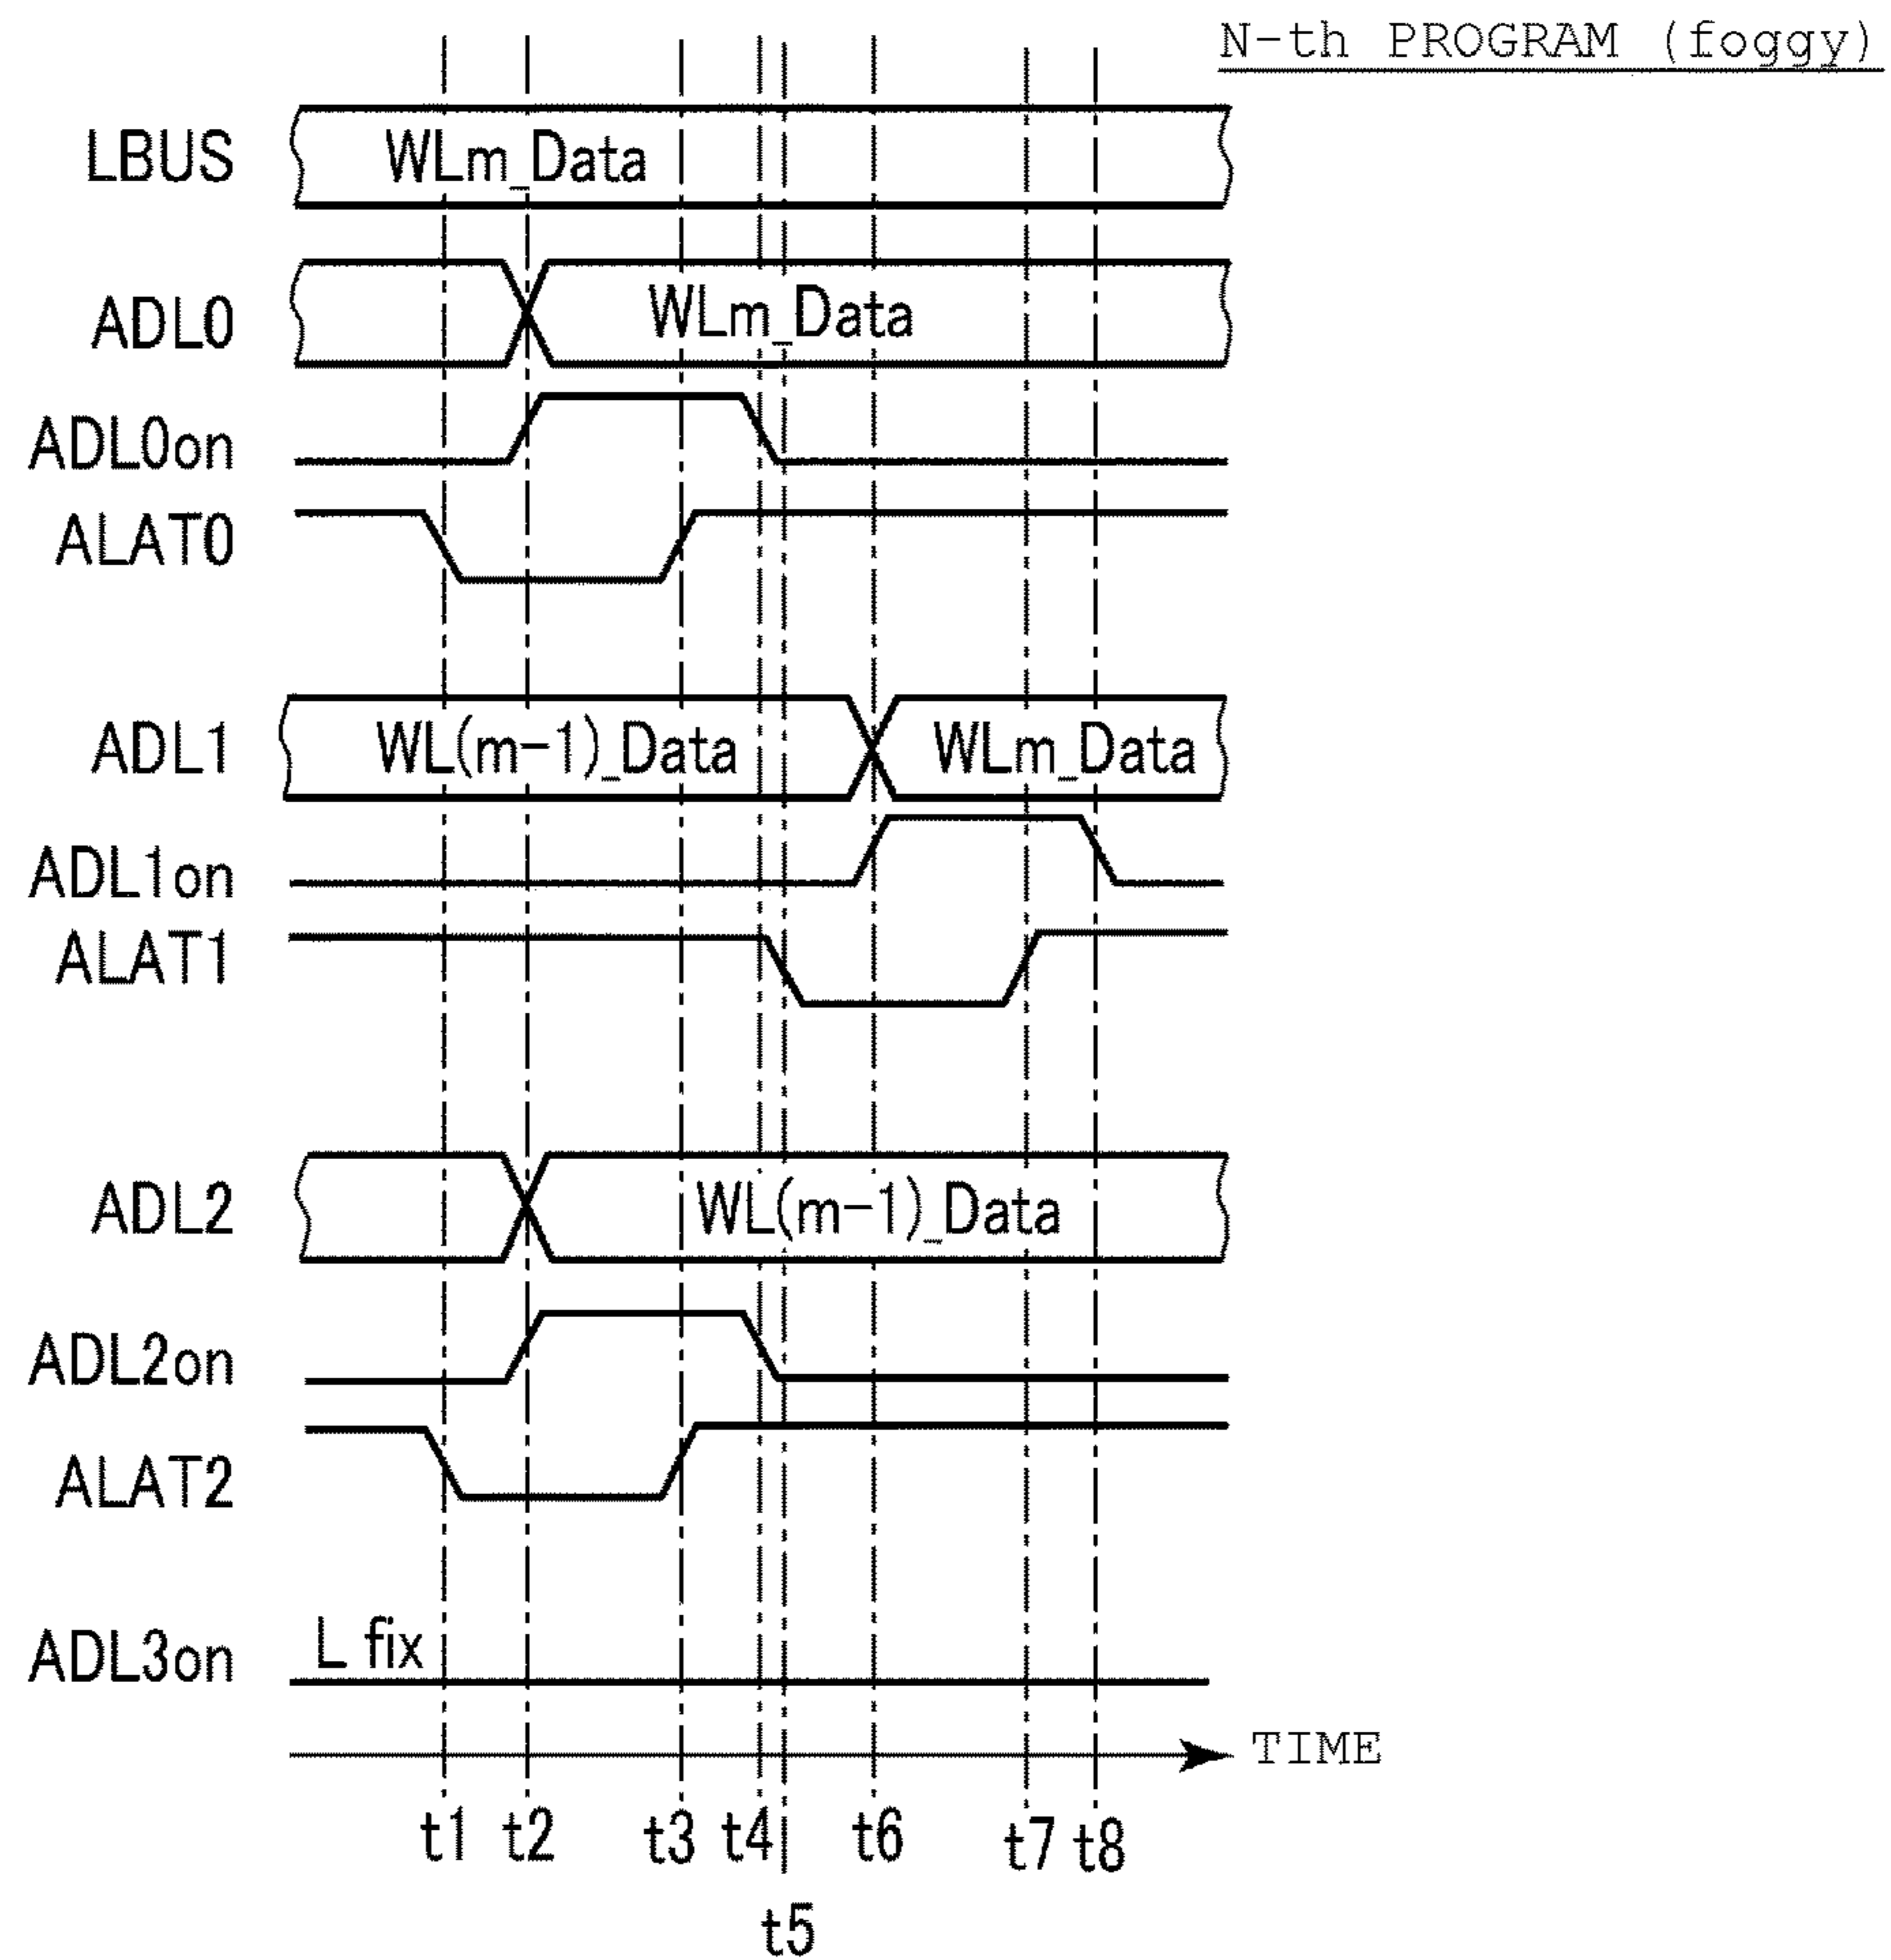 N-th PROGRAM (foggy)
LBUS WLm_Data
ADL0 WLm_Data
ADL0on
ALAT0
ADL1 WL(m-1)_Data WLm_Data
ADL1on
ALAT1
ADL2 WL(m-1)_Data
ADL2on
ALAT2
ADL3on L fix
TIME
t1 t2 t3 t4 t6 t7 t8
t5